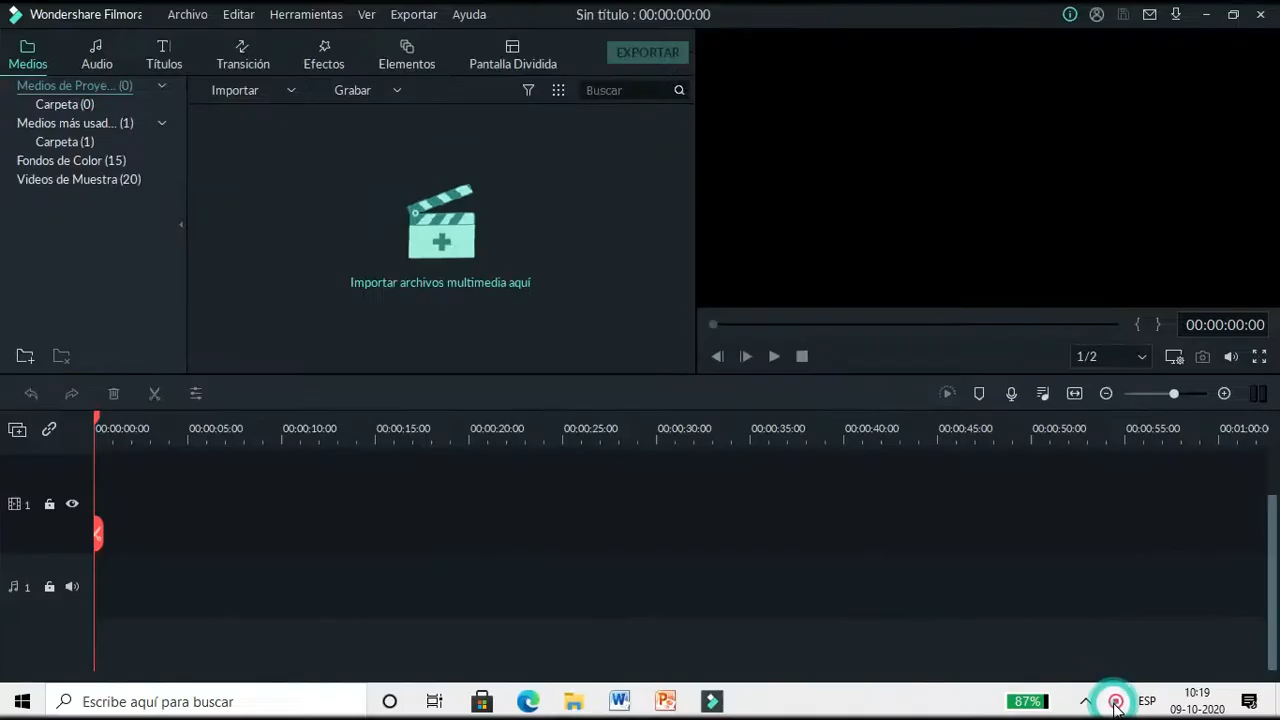 Wondershare Filmora
Archivo
Editar
Herramientas
Ver
Exportar
Ayuda
Sin título : 00:00:00:00
Medios
Audio
Títulos
Transición
Efectos
Elementos
Pantalla Dividida
EXPORTAR
Medios de Proye... (0)
Carpeta (0)
Medios más usad... (1)
Carpeta (1)
Fondos de Color (15)
Videos de Muestra (20)
Importar
Grabar
Buscar
Importar archivos multimedia aquí
00:00:00:00
1/2
00:00:00:00
00:00:05:00
00:00:10:00
00:00:15:00
00:00:20:00
00:00:25:00
00:00:30:00
00:00:35:00
00:00:40:00
00:00:45:00
00:00:50:00
00:00:55:00
00:01:00:0
1
1
Escribe aquí para buscar
87%
ESP
10:19
09-10-2020